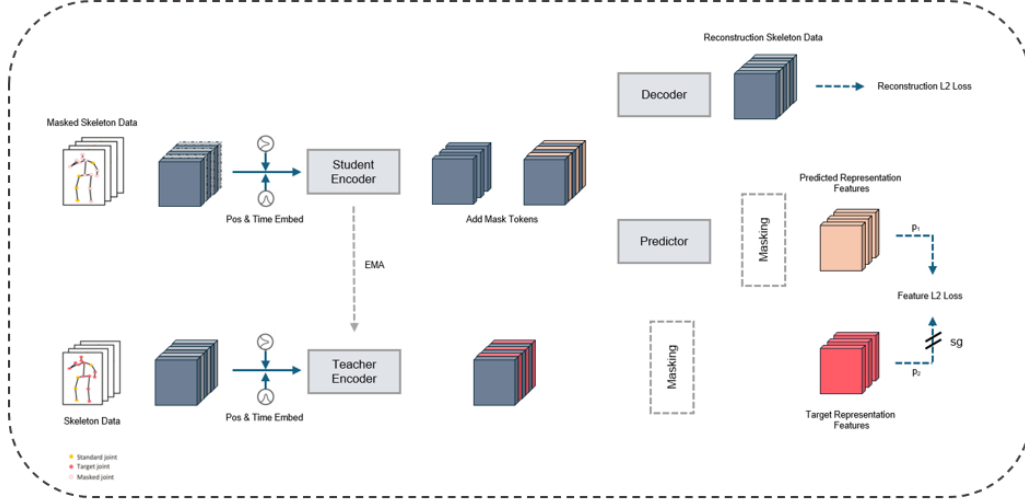 Reconstruction Skeleton Data
Decoder
Reconstruction L2 Loss
Masked Skeleton Data
Student
Encoder
Pos & Time Embed
Add Mask Tokens
Predicted Representation
Features
Predictor
Masking
p₁
EMA
Feature L2 Loss
sg
Teacher
Encoder
Masking
p₂
Skeleton Data
Pos & Time Embed
Target Representation
Features
Standard joint
Target joint
Masked joint